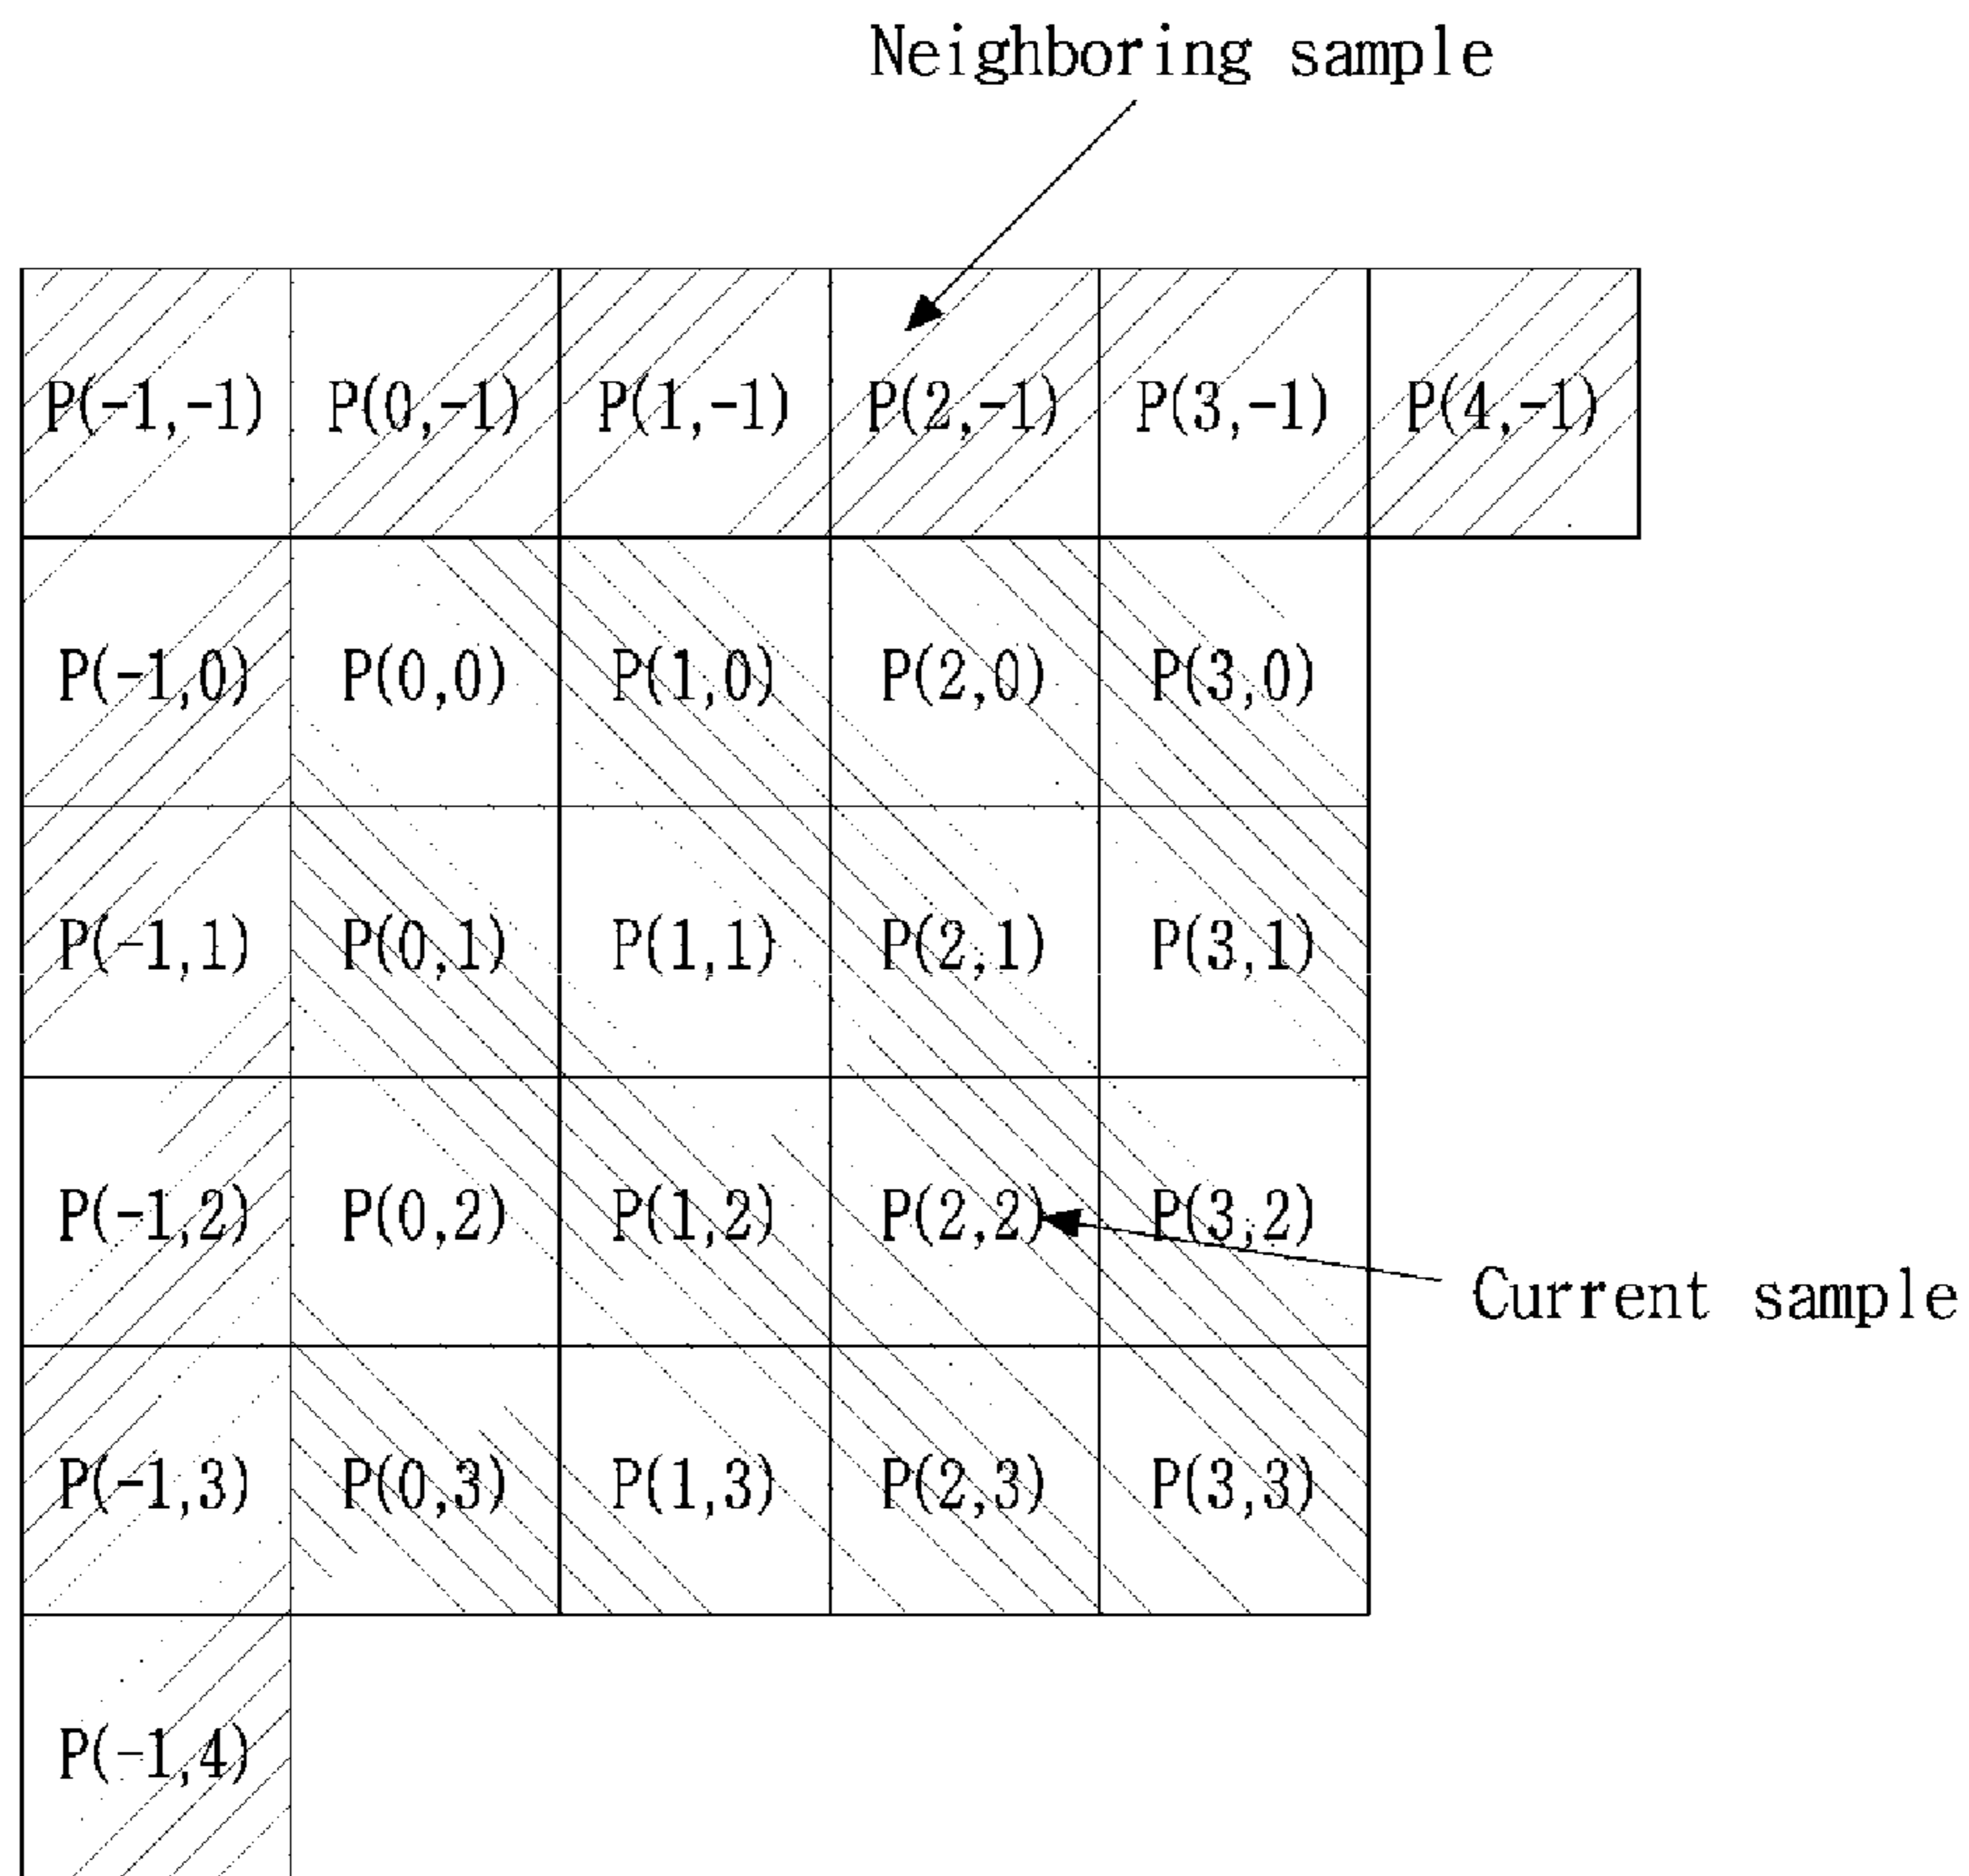 Neighboring sample
P(-1,-1) P(0,-1) P(1,-1) P(2,-1) P(3,-1) P(4,-1)
P(-1,0) P(0,0) P(1,0) P(2,0) P(3,0)
P(-1,1) P(0,1) P(1,1) P(2,1) P(3,1)
P(-1,2) P(0,2) P(1,2) P(2,2) P(3,2)
Current sample
P(-1,3) P(0,3) P(1,3) P(2,3) P(3,3)
P(-1,4)